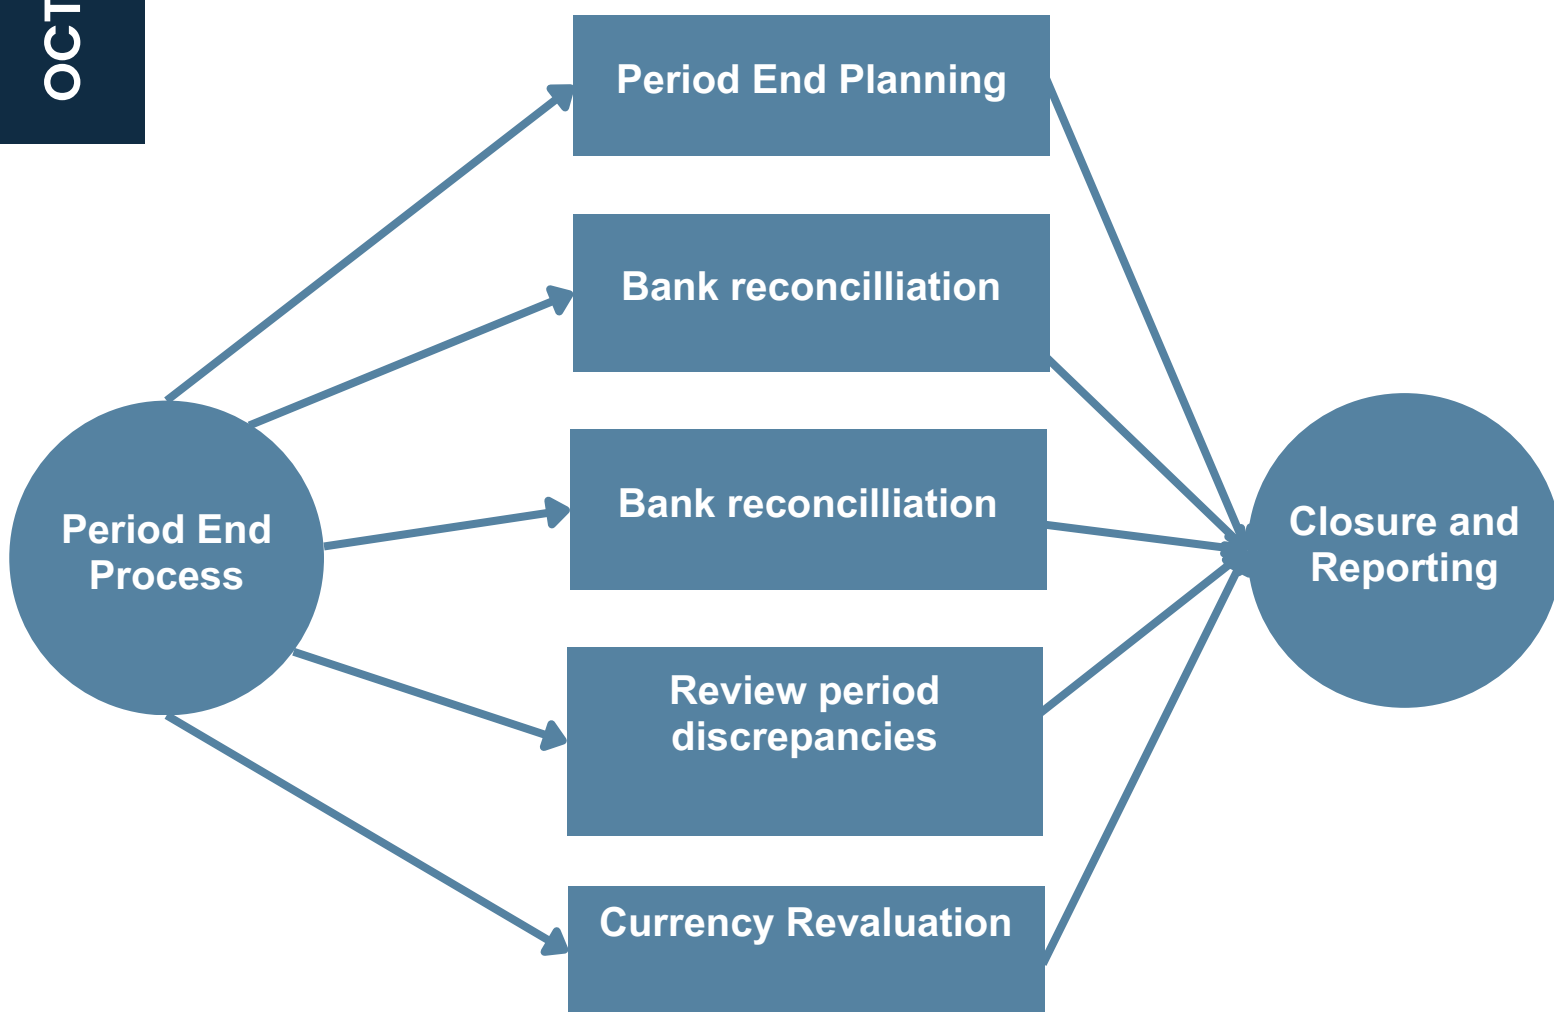 OCT
Period End Planning
Bank reconcilliation
Bank reconcilliation
Period End
Process
Closure and
Reporting
Review period
discrepancies
Currency Revaluation